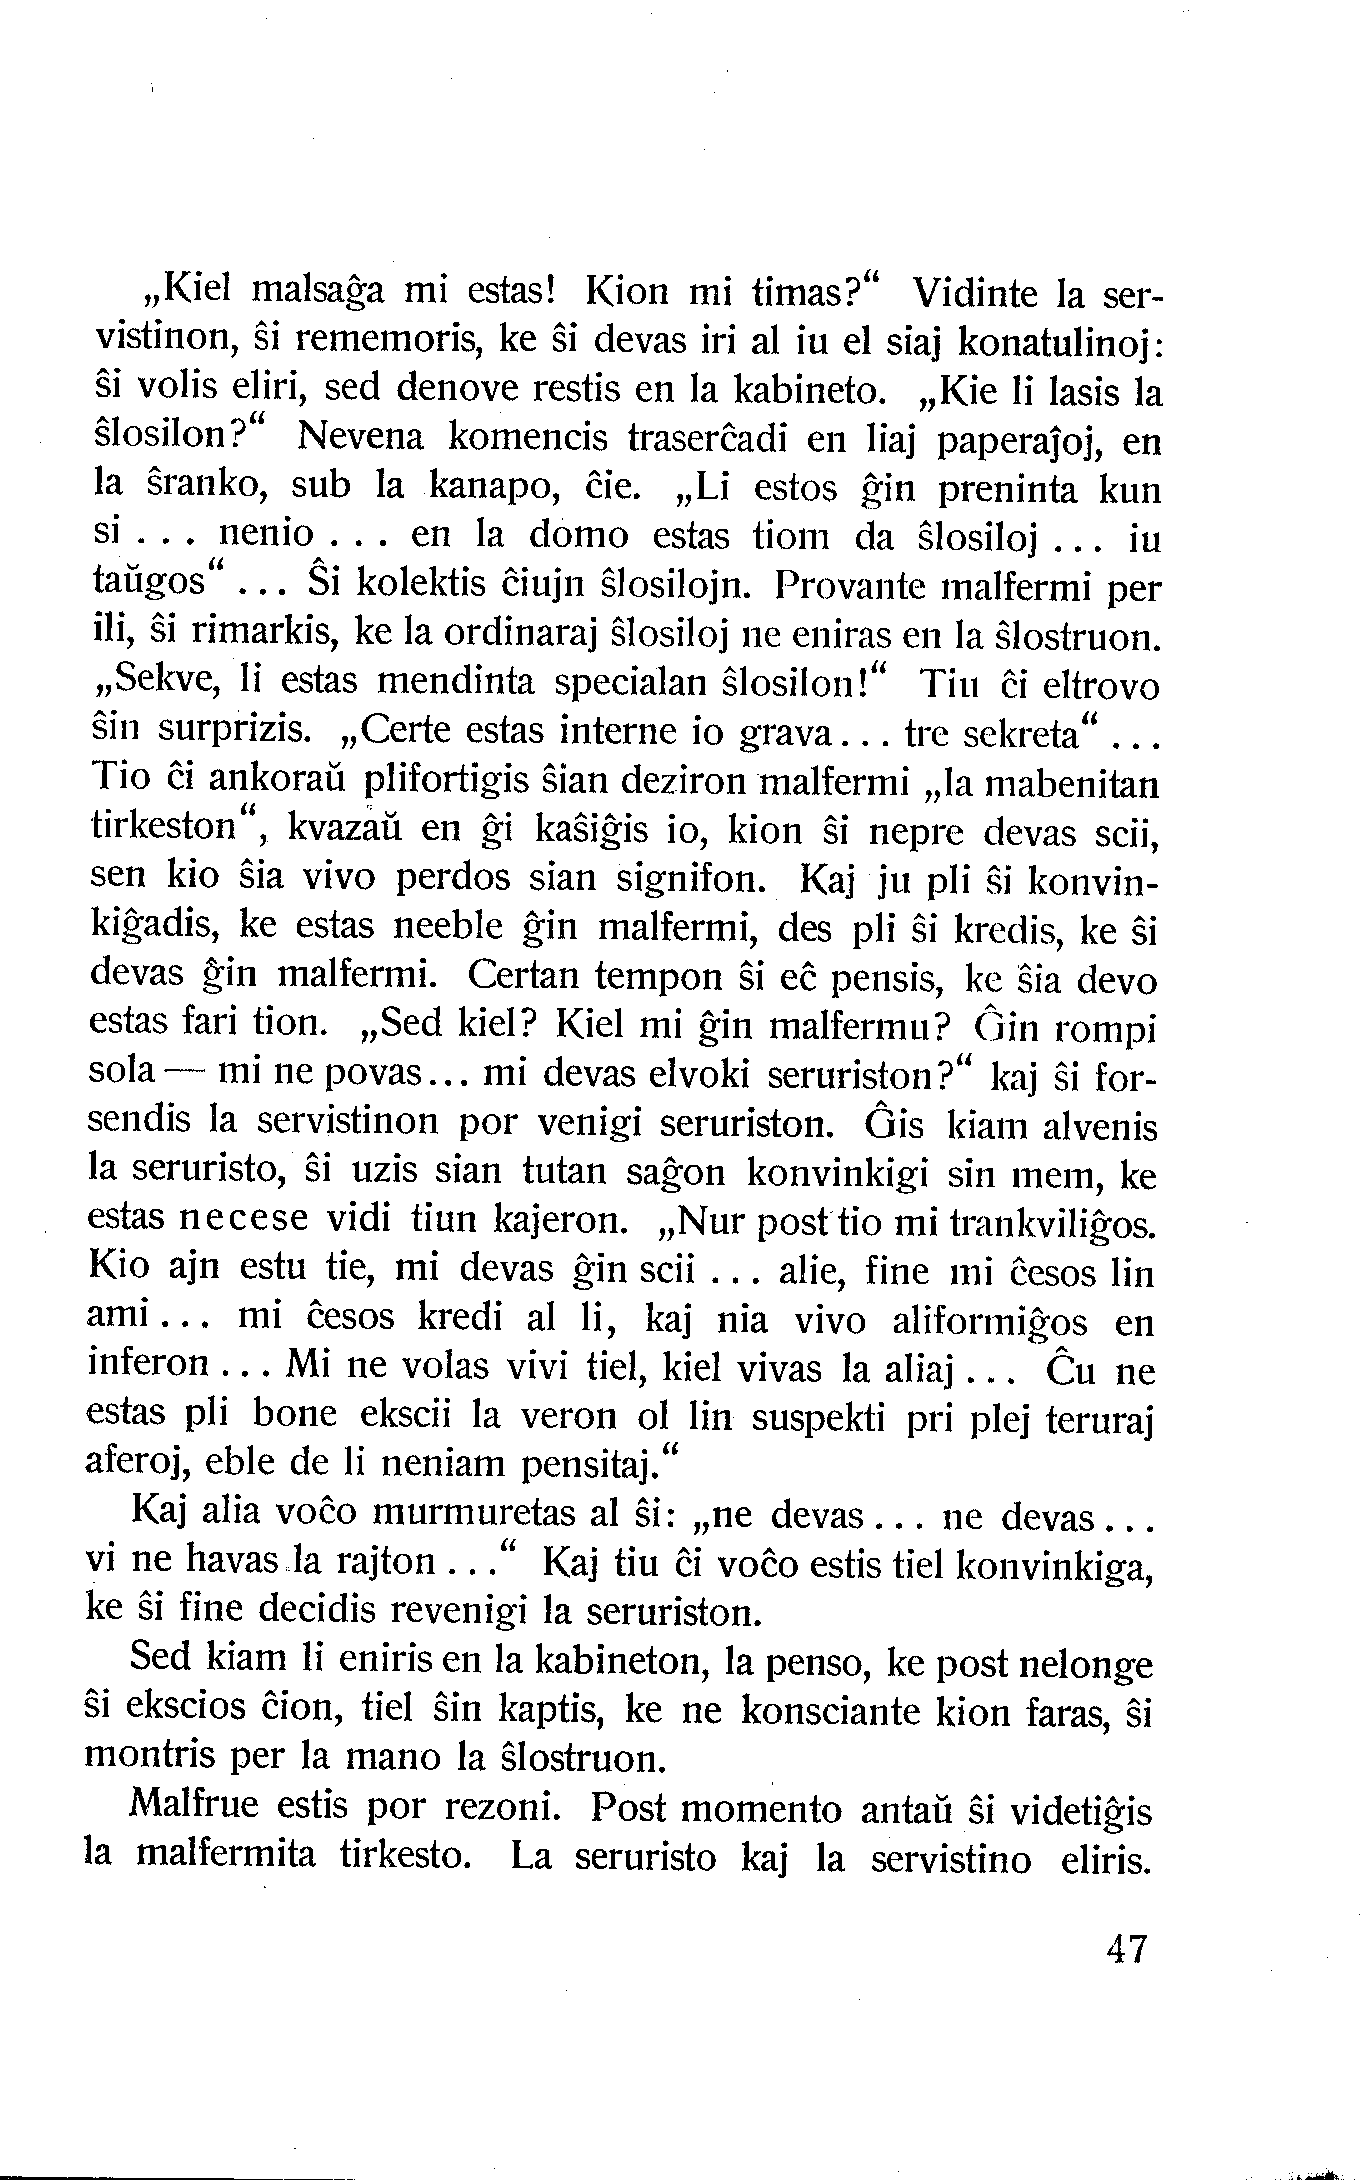 „Kiel malsaĝa mi estas! Kion mi timas?“ Vidinte la ser-
vistinon, ŝi rememoris, ke ŝi devas iri al iu el siaj konatulinoj:
ŝi volis eliri, sed denove restis en la kabineto. „Kie li lasis la
ŝlosilon?“ Nevena komencis traserĉadi en liaj paperaĵoj, en
la ŝranko, sub la kanapo, ĉie. „Li estos ĝin preninta kun
si . . . nenio . . . en la domo estas tiom da ŝlosiloj . . . iu
taŭgos“ . . . Ŝi kolektis ĉiujn ŝlosilojn. Provante malfermi per
ili, ŝi rimarkis, ke la ordinaraj ŝlosiloj ne eniras en la ŝlostruon.
„Sekve, li estas mendinta specialan ŝlosilon!“ Tiu ĉi eltrovo
ŝin surprizis. „Certe estas interne io grava . . . tre sekreta“ . . .
Tio ĉi ankoraŭ plifortigis ŝian deziron malfermi „la mabenitan
tirkeston“, kvazaŭ en ĝi kaŝiĝis io, kion ŝi nepre devas scii,
sen kio ŝia vivo perdos sian signifon. Kaj ju pli ŝi konvin-
kiĝadis, ke estas neeble ĝin malfermi, des pli ŝi kredis, ke ŝi
devas ĝin malfermi. Certan tempon ŝi eĉ pensis, ke ŝia devo
estas fari tion. „Sed kiel? Kiel mi ĝin malfermu? Ĝin rompi
sola — mi ne povas . . . mi devas elvoki seruriston?“ kaj ŝi for-
sendis la servistinon por venigi seruriston. Ĝis kiam alvenis
la seruristo, ŝi uzis sian tutan saĝon konvinkigi sin mem, ke
estas necese vidi tiun kajeron. „Nur post tio mi trankviliĝos.
Kio ajn estu tie, mi devas ĝin scii . . . alie, fine mi ĉesos lin
ami . . . mi ĉesos kredi al li, kaj nia vivo aliformiĝos en
inferon . . . Mi ne volas vivi tiel, kiel vivas la aliaj . . . Ĉu ne
estas pli bone ekscii la veron ol lin suspekti pri plej teruraj
aferoj, eble de li neniam pensitaj.“
Kaj alia voĉo murmuretas al ŝi: „ne devas . . . ne devas . . .
vi ne havas la rajton . . .“ Kaj tiu ĉi voĉo estis tiel konvinkiga,
ke ŝi fine decidis revenigi la seruriston.
Sed kiam li eniris en la kabineton, la penso, ke post nelonge
ŝi ekscios ĉion, tiel ŝin kaptis, ke ne konsciante kion faras, ŝi
montris per la mano la ŝlostruon.
Malfrue estis por rezoni. Post momento antaŭ ŝi videtiĝis
la malfermita tirkesto. La seruristo kaj la servistino eliris.
47